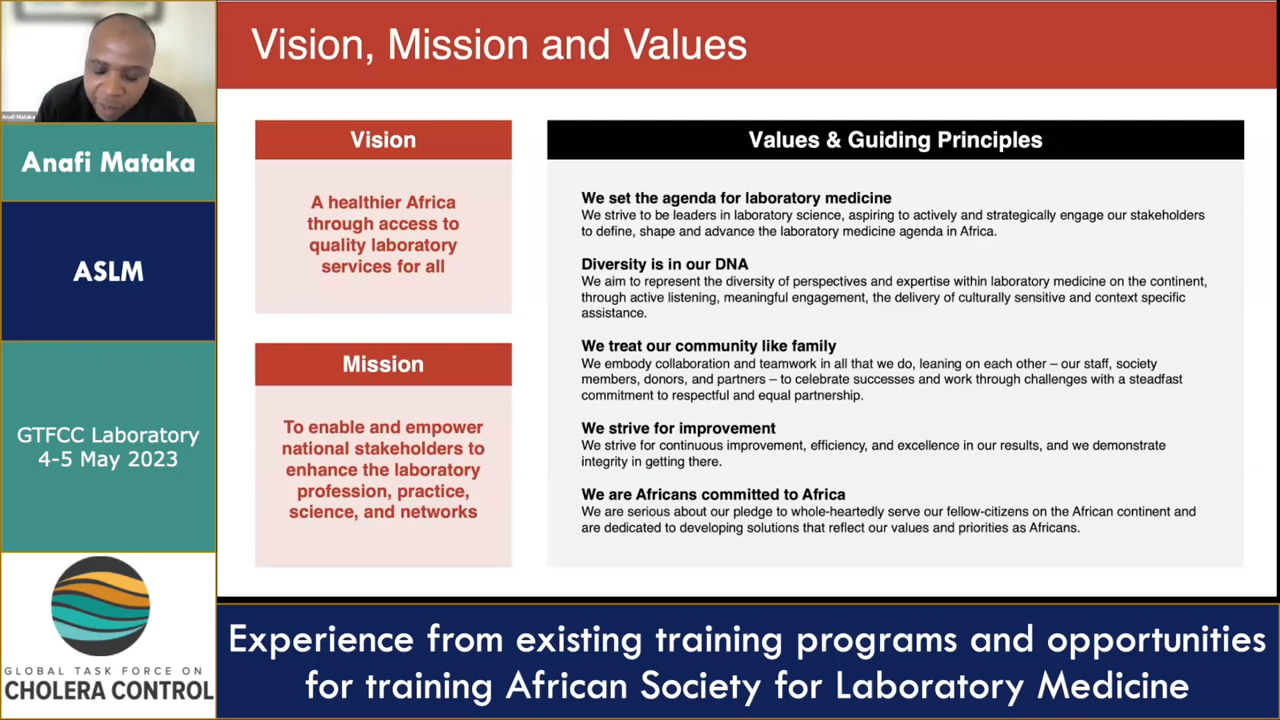 Vision, Mission and Values
Anafi Mataka
Anafi Mataka
ASLM
GTFCC Laboratory
4-5 May 2023
GLOBAL TASK FORCE ON
CHOLERA CONTROL
Vision
A healthier Africa
through access to
quality laboratory
services for all
Mission
To enable and empower
national stakeholders to
enhance the laboratory
profession, practice,
science, and networks
Values & Guiding Principles
We set the agenda for laboratory medicine
We strive to be leaders in laboratory science, aspiring to actively and strategically engage our stakeholders
to define, shape and advance the laboratory medicine agenda in Africa.
Diversity is in our DNA
We aim to represent the diversity of perspectives and expertise within laboratory medicine on the continent,
through active listening, meaningful engagement, the delivery of culturally sensitive and context specific
assistance.
We treat our community like family
We embody collaboration and teamwork in all that we do, leaning on each other – our staff, society
members, donors, and partners – to celebrate successes and work through challenges with a steadfast
commitment to respectful and equal partnership.
We strive for improvement
We strive for continuous improvement, efficiency, and excellence in our results, and we demonstrate
integrity in getting there.
We are Africans committed to Africa
We are serious about our pledge to whole-heartedly serve our fellow-citizens on the African continent and
are dedicated to developing solutions that reflect our values and priorities as Africans.
Experience from existing training programs and opportunities
for training African Society for Laboratory Medicine